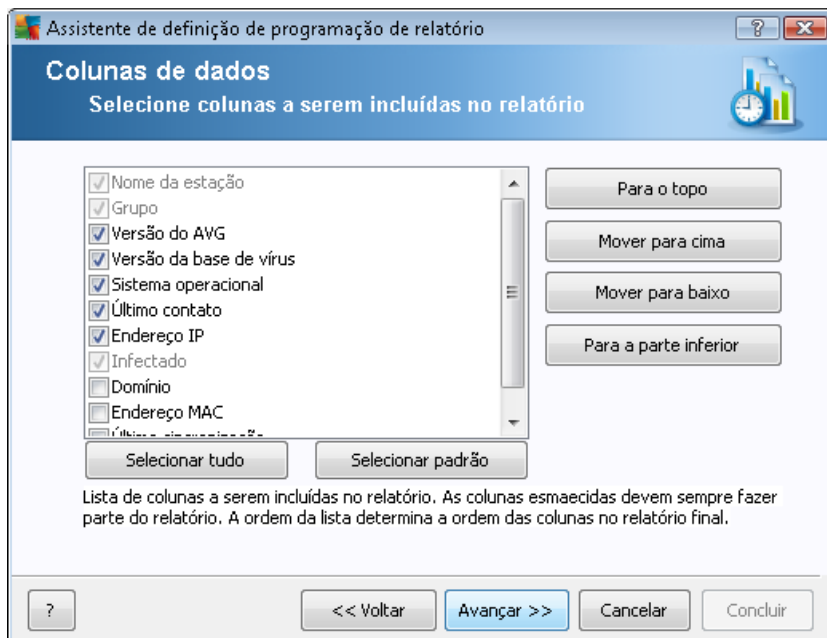 Assistente de definição de programação de relatório
?
Colunas de dados
Selecione colunas a serem incluídas no relatório
Nome da estação
Grupo
Versão do AVG
Versão da base de vírus
Sistema operacional
Último contato
Endereço IP
Infectado
Domínio
Endereço MAC
Última sincronização
Para o topo
Mover para cima
Mover para baixo
Para a parte inferior
Selecionar tudo
Selecionar padrão
Lista de colunas a serem incluídas no relatório. As colunas esmaecidas devem sempre fazer
parte do relatório. A ordem da lista determina a ordem das colunas no relatório final.
?
<< Voltar
Avançar >>
Cancelar
Concluir